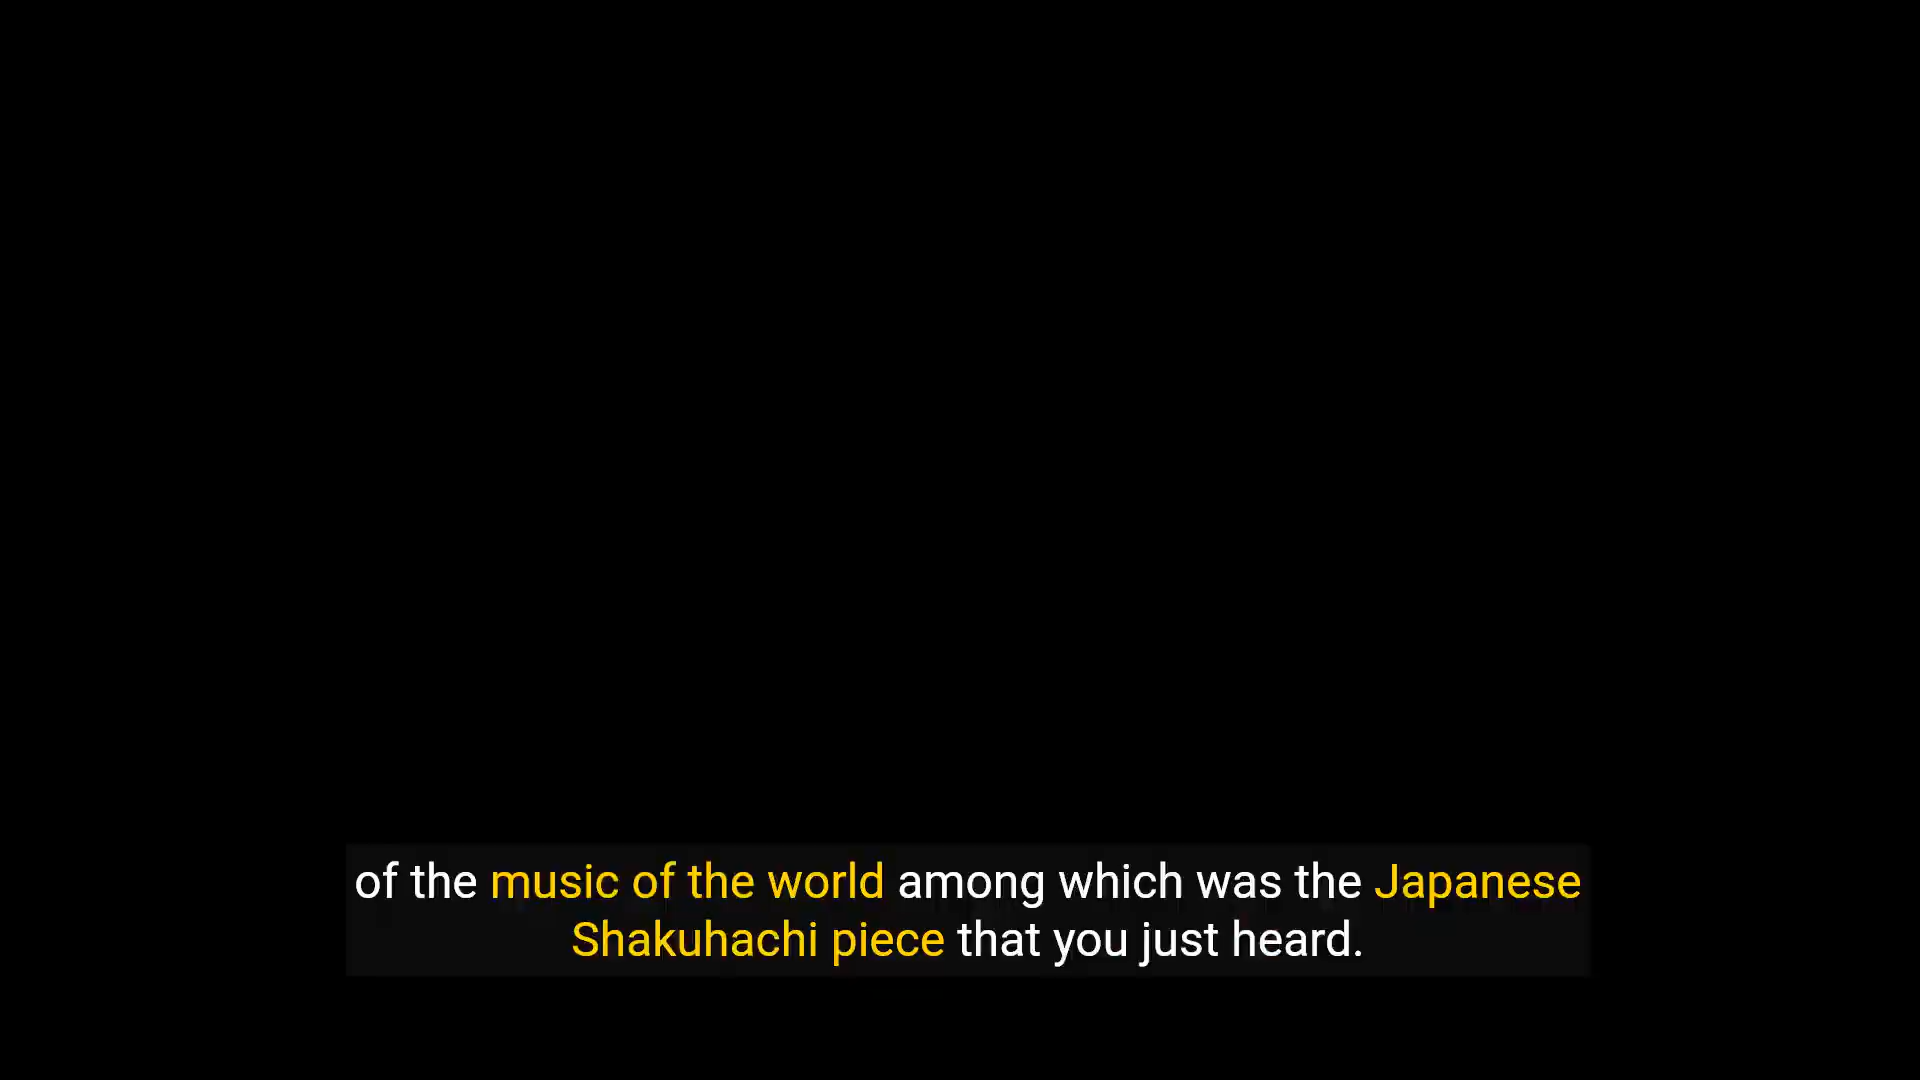 of the music of the world among which was the Japanese
Shakuhachi piece that you just heard.